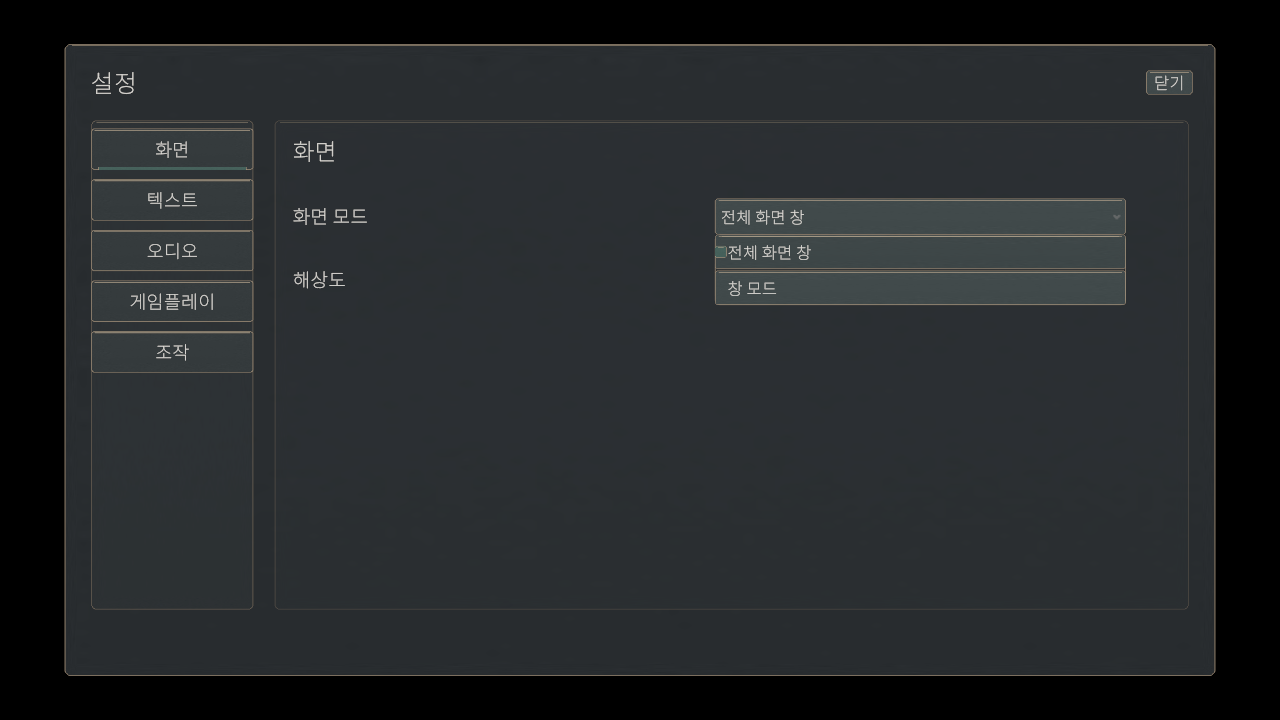 설정
닫기
화면
텍스트
오디오
게임플레이
조작
화면
화면 모드
전체 화면 창
전체 화면 창
창 모드
해상도